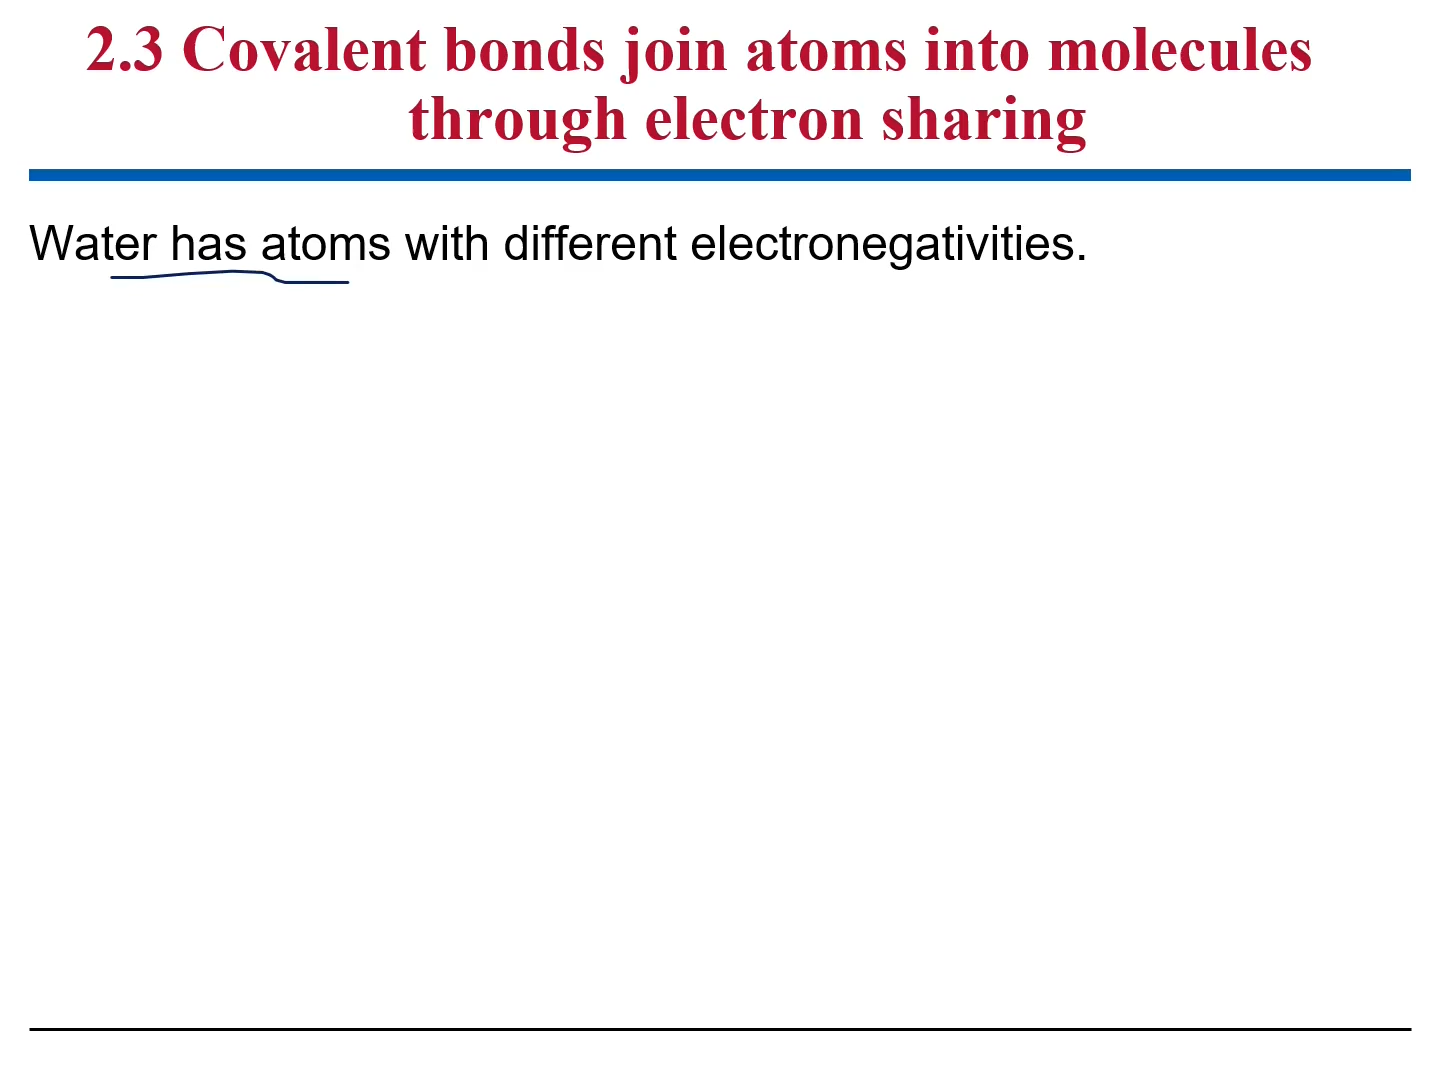 2.3 Covalent bonds join atoms into molecules
through electron sharing
Water has atoms with different electronegativities.